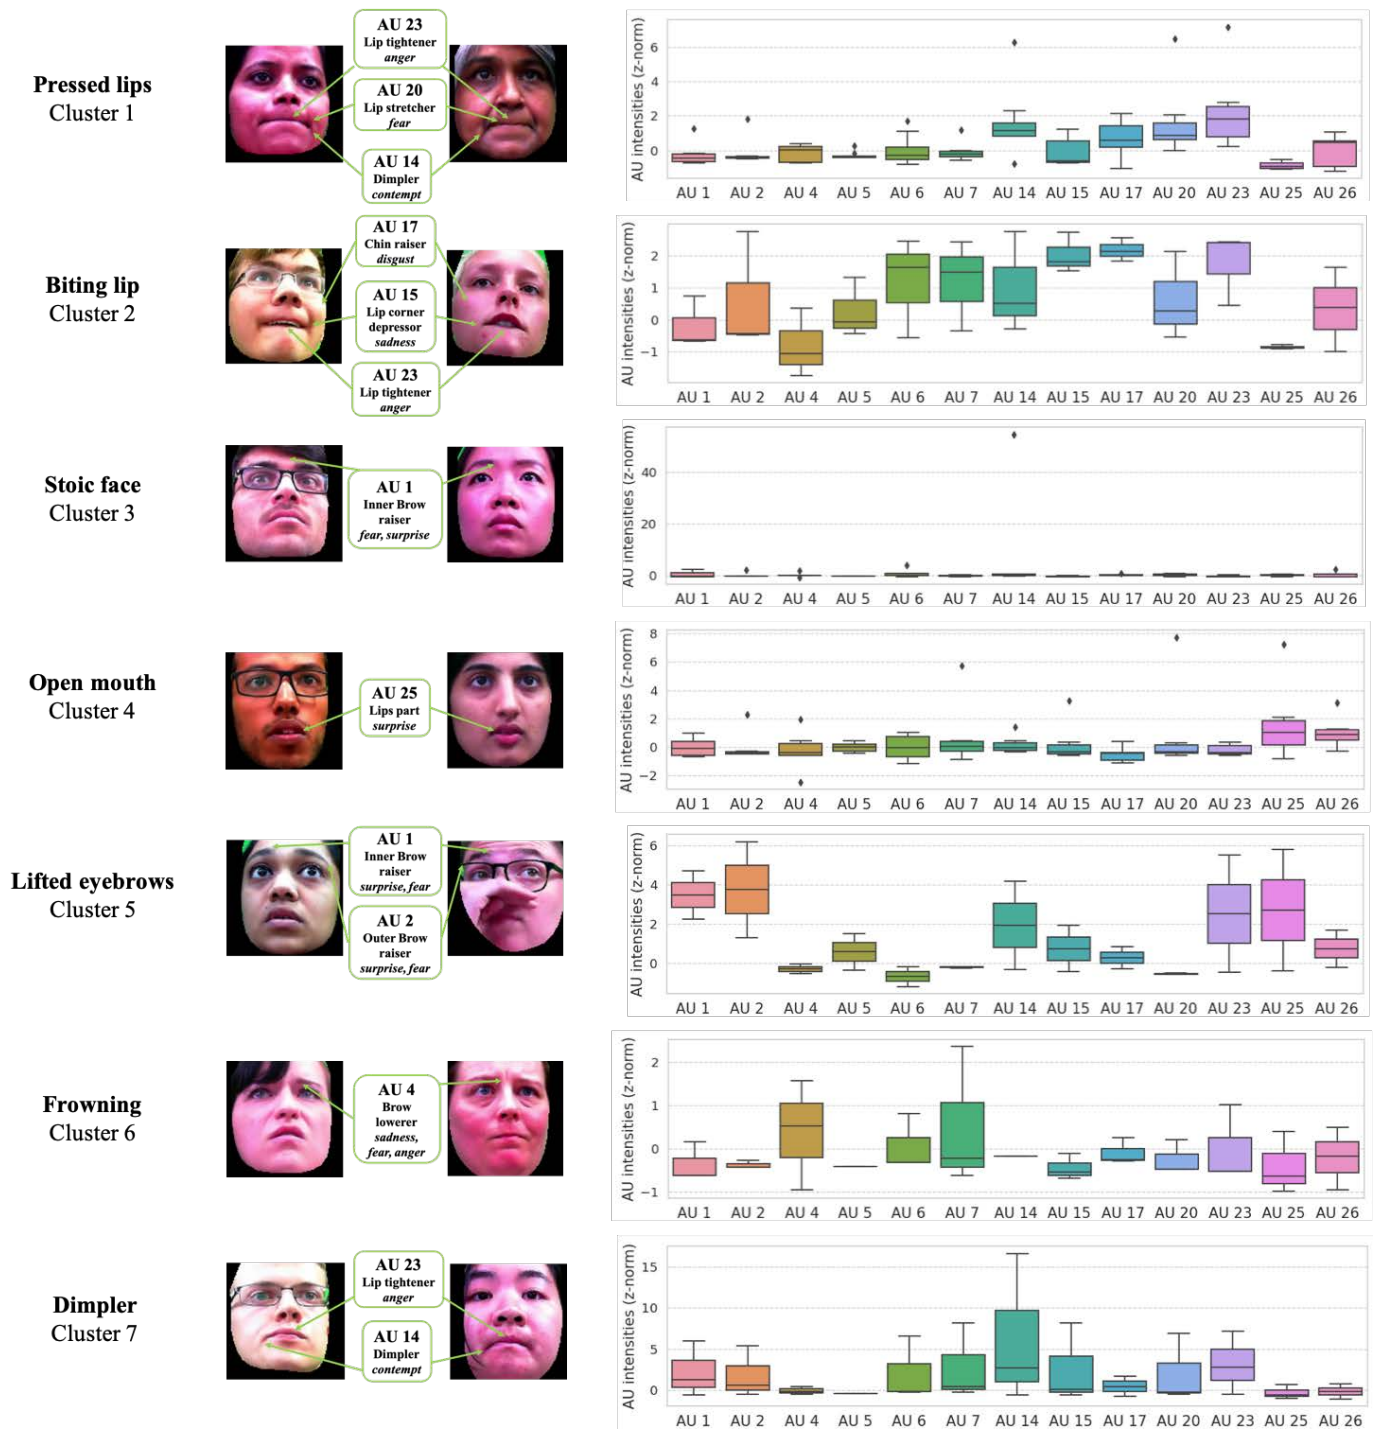 Pressed lips
Cluster 1
AU 23
Lip tightener
anger
AU 20
Lip stretcher
fear
AU 14
Dimpler
contempt
AU intensities (z-norm)
6
4
2
0
AU 1 AU 2 AU 4 AU 5 AU 6 AU 7 AU 14 AU 15 AU 17 AU 20 AU 23 AU 25 AU 26
Biting lip
Cluster 2
AU 17
Chin raiser
disgust
AU 15
Lip corner
depressor
sadness
AU 23
Lip tightener
anger
AU intensities (z-norm)
2
1
0
−1
AU 1 AU 2 AU 4 AU 5 AU 6 AU 7 AU 14 AU 15 AU 17 AU 20 AU 23 AU 25 AU 26
Stoic face
Cluster 3
AU 1
Inner Brow
raiser
fear, surprise
AU intensities (z-norm)
40
20
0
AU 1 AU 2 AU 4 AU 5 AU 6 AU 7 AU 14 AU 15 AU 17 AU 20 AU 23 AU 25 AU 26
Open mouth
Cluster 4
AU 25
Lips part
surprise
AU intensities (z-norm)
8
6
4
2
0
−2
AU 1 AU 2 AU 4 AU 5 AU 6 AU 7 AU 14 AU 15 AU 17 AU 20 AU 23 AU 25 AU 26
Lifted eyebrows
Cluster 5
AU 1
Inner Brow
raiser
surprise, fear
AU 2
Outer Brow
raiser
surprise, fear
AU intensities (z-norm)
6
4
2
0
AU 1 AU 2 AU 4 AU 5 AU 6 AU 7 AU 14 AU 15 AU 17 AU 20 AU 23 AU 25 AU 26
Frowning
Cluster 6
AU 4
Brow
lowerer
sadness,
fear, anger
AU intensities (z-norm)
2
1
0
−1
AU 1 AU 2 AU 4 AU 5 AU 6 AU 7 AU 14 AU 15 AU 17 AU 20 AU 23 AU 25 AU 26
Dimpler
Cluster 7
AU 23
Lip tightener
anger
AU 14
Dimpler
contempt
AU intensities (z-norm)
15
10
5
0
AU 1 AU 2 AU 4 AU 5 AU 6 AU 7 AU 14 AU 15 AU 17 AU 20 AU 23 AU 25 AU 26